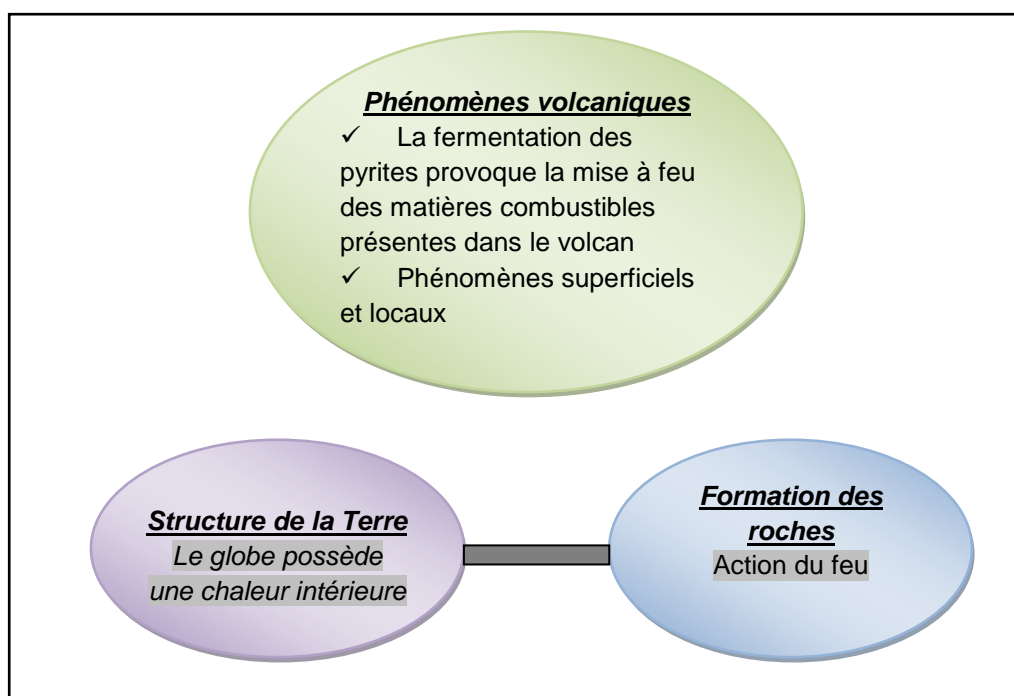 Phénomènes volcaniques
✓ La fermentation des
pyrites provoque la mise à feu
des matières combustibles
présentes dans le volcan
✓ Phénomènes superficiels
et locaux
Structure de la Terre
Le globe possède
une chaleur intérieure
Formation des
roches
Action du feu